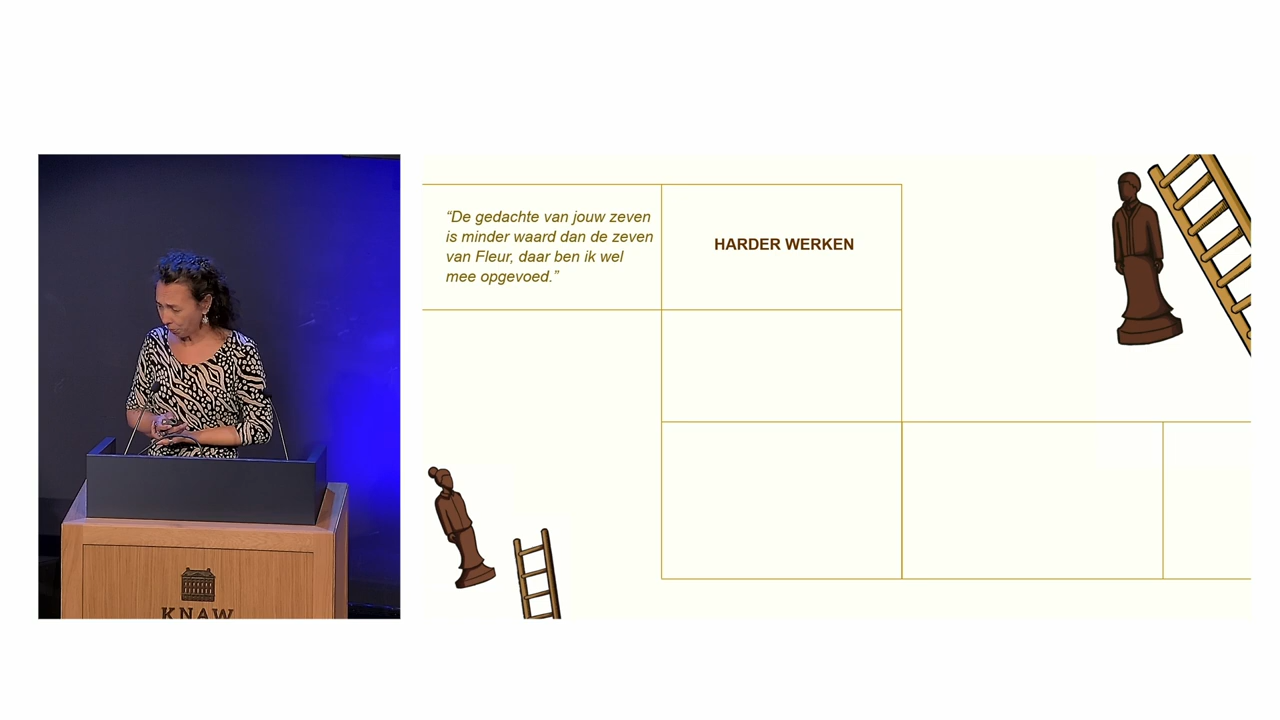 “De gedachte van jouw zeven
is minder waard dan de zeven
van Fleur, daar ben ik wel
mee opgevoed.”
HARDER WERKEN
KNAW